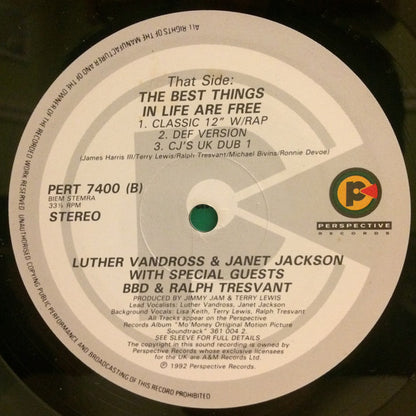 ALL RIGHTS OF THE MANUFACTURER AND OF THE OWNER OF THE RECORDED WORK RESERVED. UNAUTHORISED COPYING PUBLIC PERFORMANCE AND BROADCASTING OF THIS RECORD PROHIBITED
That Side:
THE BEST THINGS
IN LIFE ARE FREE
1. CLASSIC 12" W/RAP
2. DEF VERSION
3. CJ'S UK DUB 1
(James Harris III/Terry Lewis/Ralph Tresvant/Michael Bivins/Ronnie Devoe)
PERT 7400 (B)
BIEM STEMRA
33⅓ RPM
STEREO
PERSPECTIVE
RECORDS
LUTHER VANDROSS & JANET JACKSON
WITH SPECIAL GUESTS
BBD & RALPH TRESVANT
PRODUCED BY JIMMY JAM & TERRY LEWIS
Lead Vocalists: Luther Vandross, Janet Jackson
Background Vocals: Lisa Keith, Terry Lewis, Ralph Tresvant
All Tracks appear on the Perspective
Records Album "Mo'Money Original Motion Picture
Soundtrack" 361 004 2.
SEE SLEEVE FOR FULL DETAILS
The copyright in this sound recording is owned by
Perspective Records whose exclusive licensees
for the UK are A&M Records Ltd.
℗ 1992 Perspective Records.